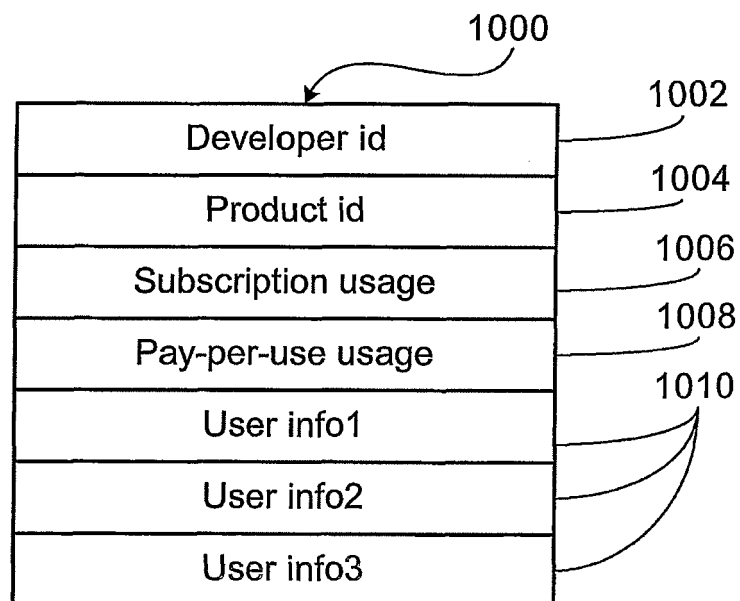 1000
Developer id
1002
Product id
1004
Subscription usage
1006
Pay-per-use usage
1008
User info1
1010
User info2
User info3